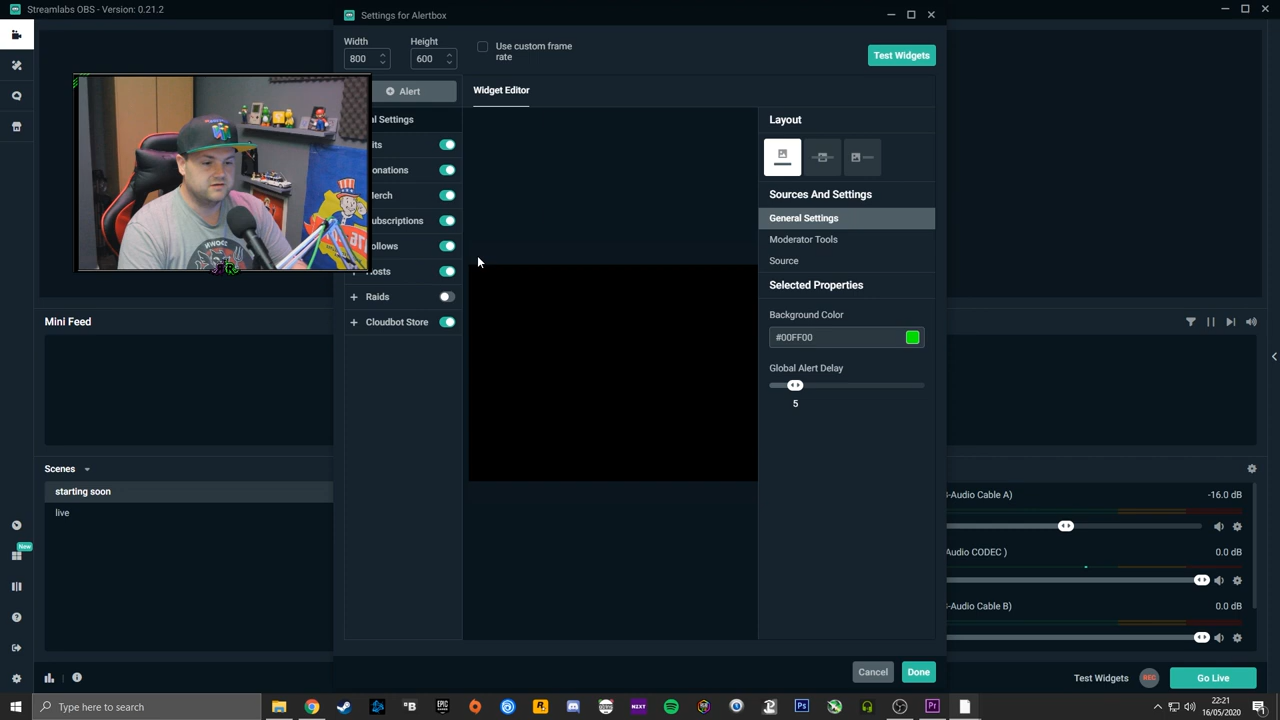 Streamlabs OBS - Version: 0.21.2
Settings for Alertbox
Width
Height
800
600
Use custom frame
rate
Test Widgets
Alert
Widget Editor
al Settings
its
onations
erch
ubscriptions
ollows
osts
Raids
Cloudbot Store
Layout
Sources And Settings
General Settings
Moderator Tools
Source
Selected Properties
Background Color
#00FF00
Global Alert Delay
5
Mini Feed
Scenes
starting soon
live
New
-Audio Cable A)
-16.0 dB
Audio CODEC )
0.0 dB
-Audio Cable B)
0.0 dB
Cancel
Done
Test Widgets
REC
Go Live
Type here to search
22:21
16/05/2020